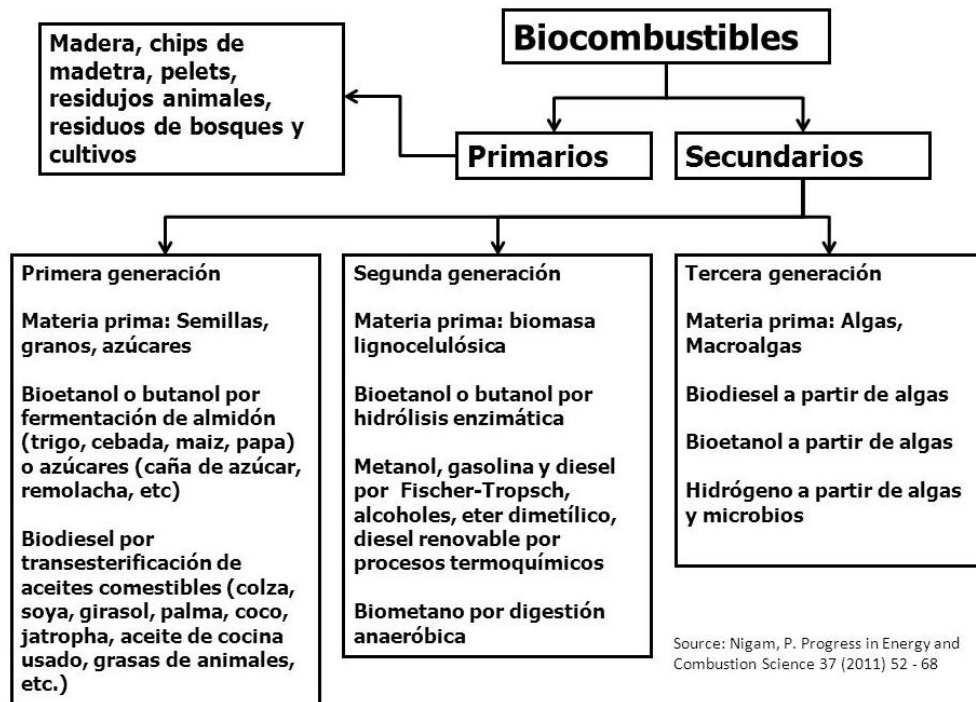 Biocombustibles
Madera, chips de
madetra, pelets,
residujos animales,
residuos de bosques y
cultivos
Primarios
Secundarios
Primera generación
Materia prima: Semillas,
granos, azúcares
Bioetanol o butanol por
fermentación de almidón
(trigo, cebada, maiz, papa)
o azúcares (caña de azúcar,
remolacha, etc)
Biodiesel por
transesterificación de
aceites comestibles (colza,
soya, girasol, palma, coco,
jatropha, aceite de cocina
usado, grasas de animales,
etc.)
Segunda generación
Materia prima: biomasa
lignocelulósica
Bioetanol o butanol por
hidrólisis enzimática
Metanol, gasolina y diesel
por Fischer-Tropsch,
alcoholes, eter dimetílico,
diesel renovable por
procesos termoquímicos
Biometano por digestión
anaeróbica
Tercera generación
Materia prima: Algas,
Macroalgas
Biodiesel a partir de algas
Bioetanol a partir de algas
Hidrógeno a partir de algas
y microbios
Source: Nigam, P. Progress in Energy and
Combustion Science 37 (2011) 52 - 68